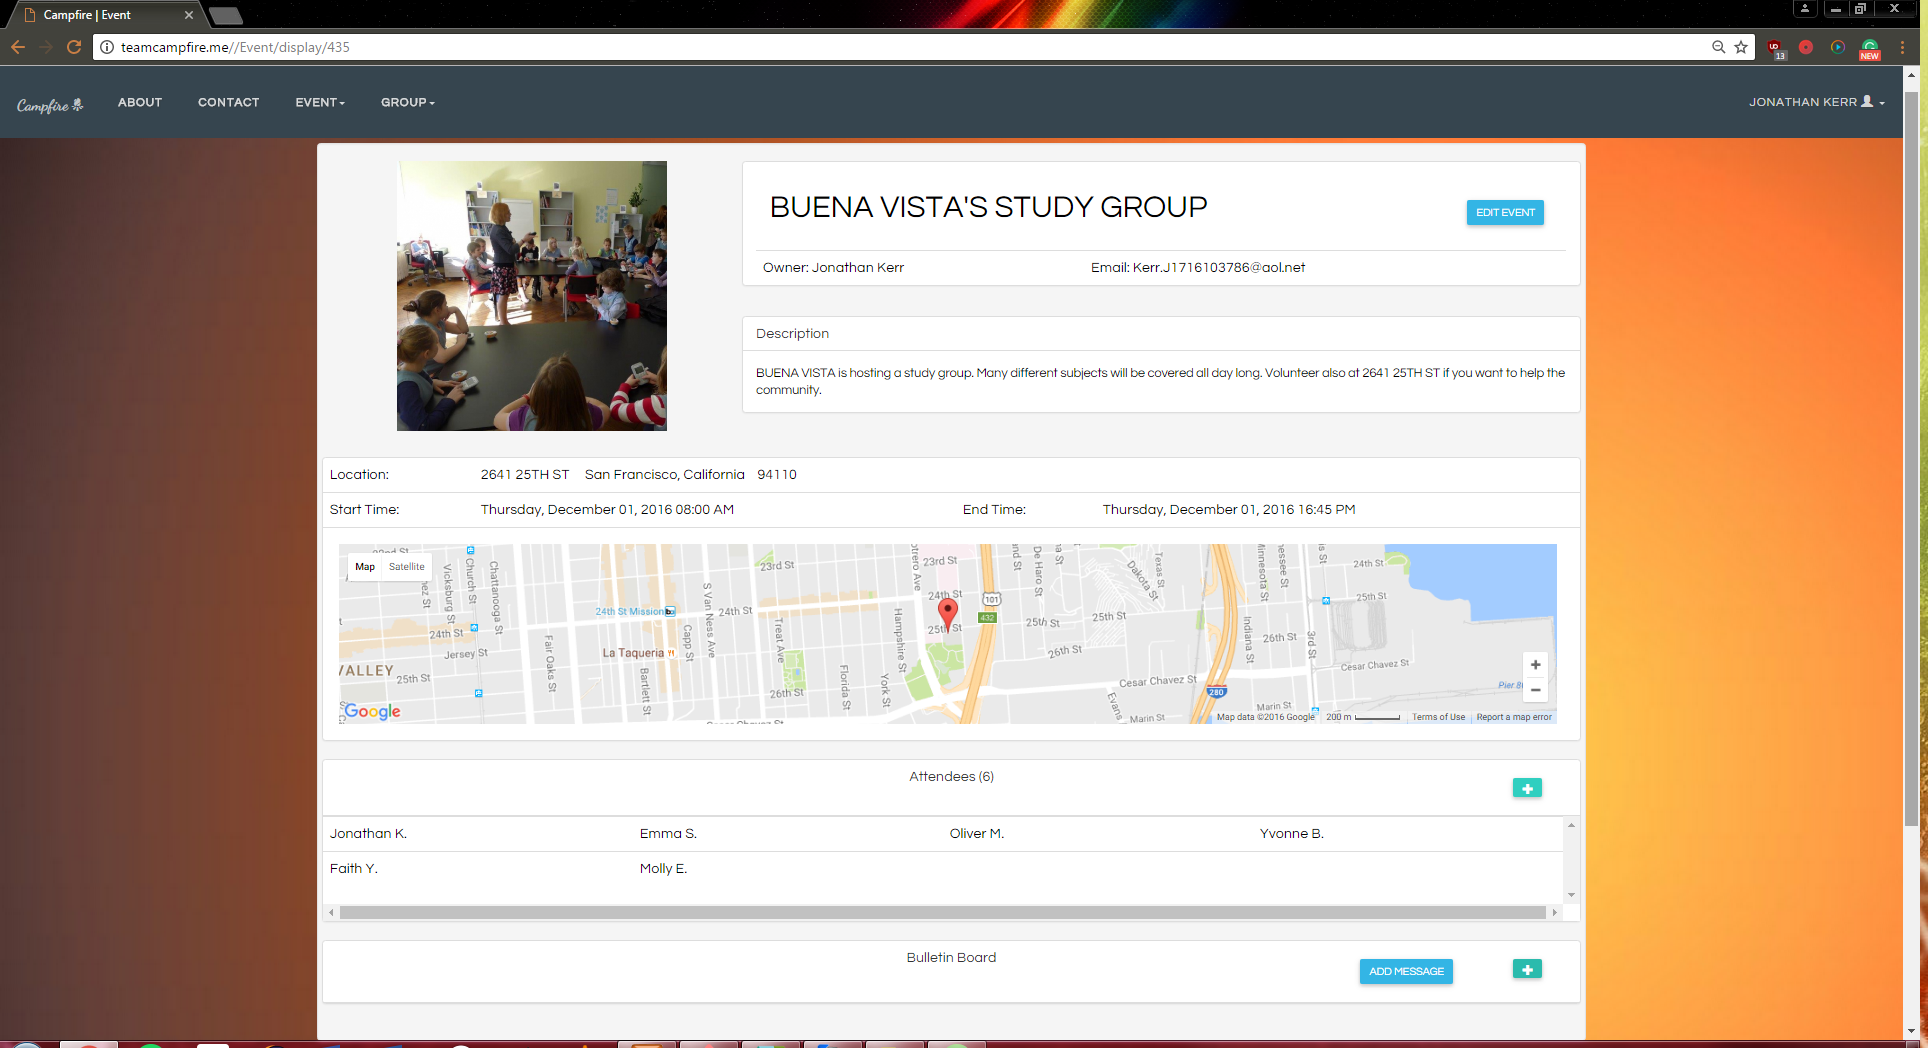 Campfire | Event
teamcampfire.me//Event/display/435
13
NEW
Campfire
ABOUT
CONTACT
EVENT
GROUP
JONATHAN KERR
BUENA VISTA'S STUDY GROUP
EDIT EVENT
Owner: Jonathan Kerr
Email: Kerr.J1716103786@aol.net
Description
BUENA VISTA is hosting a study group. Many different subjects will be covered all day long. Volunteer also at 2641 25TH ST if you want to help the
community.
Location: 2641 25TH ST San Francisco, California 94110
Start Time: Thursday, December 01, 2016 08:00 AM End Time: Thursday, December 01, 2016 16:45 PM
Map Satellite
Vicksburg St
Church St
Chattanooga St
23rd St
23rd St
De Haro St
Texas St
Dakota St
Minnesota St
24th St
24th St Mission
24th St
S Van Ness Ave
24th St
101
432
25th St
25th St
25th St
25th St
24th St
Jersey St
Fair Oaks St
La Taqueria
Capp St
Treat Ave
Hampshire St
26th St
Indiana St
26th St
3rd St
VALLEY
25th St
Bartlett St
26th St
Florida St
York St
Cesar Chavez St
Cesar Chavez St
280
Evans
Marin St
Marin St
Google
Map data ©2016 Google 200 m Terms of Use Report a map error
Attendees (6)
Jonathan K. Emma S. Oliver M. Yvonne B.
Faith Y. Molly E.
Bulletin Board
ADD MESSAGE